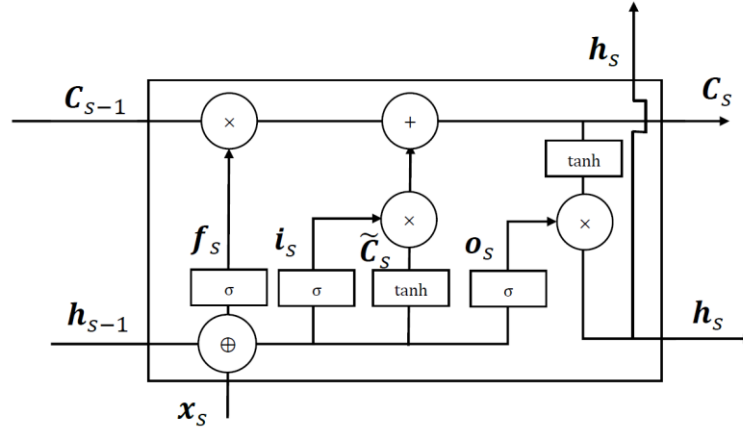 h_s
C_{s-1}
C_s
×
+
tanh
f_s
i_s
×
C̃_s
o_s
×
σ
σ
tanh
σ
h_{s-1}
⊕
h_s
x_s